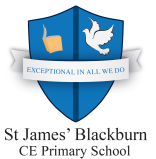 EXCEPTIONAL IN ALL WE DO
St James' Blackburn
CE Primary School